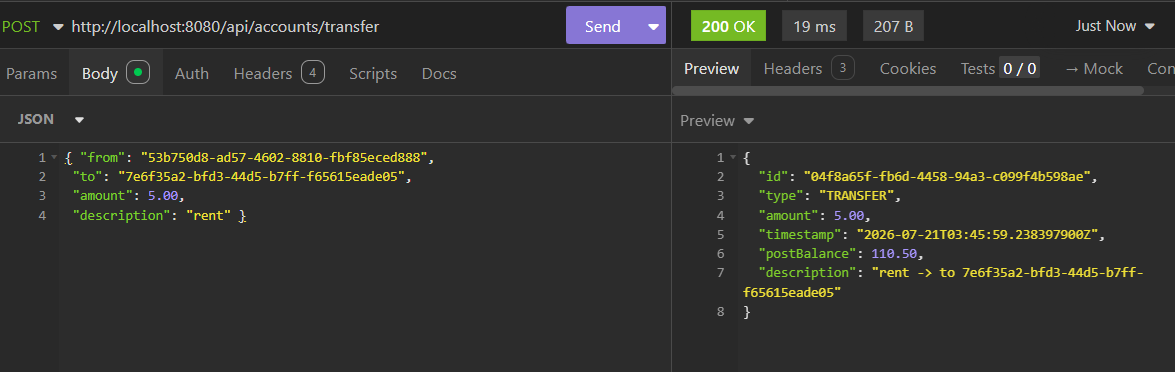 POST http://localhost:8080/api/accounts/transfer Send
Params Body Auth Headers 4 Scripts Docs
JSON
1 { "from": "53b750d8-ad57-4602-8810-fbf85eced888",
2 "to": "7e6f35a2-bfd3-44d5-b7ff-f65615eade05",
3 "amount": 5.00,
4 "description": "rent" }
200 OK 19 ms 207 B Just Now
Preview Headers 3 Cookies Tests 0 / 0 → Mock Con
Preview
1 {
2 "id": "04f8a65f-fb6d-4458-94a3-c099f4b598ae",
3 "type": "TRANSFER",
4 "amount": 5.00,
5 "timestamp": "2026-07-21T03:45:59.238397900Z",
6 "postBalance": 110.50,
7 "description": "rent -> to 7e6f35a2-bfd3-44d5-b7ff-
f65615eade05"
8 }